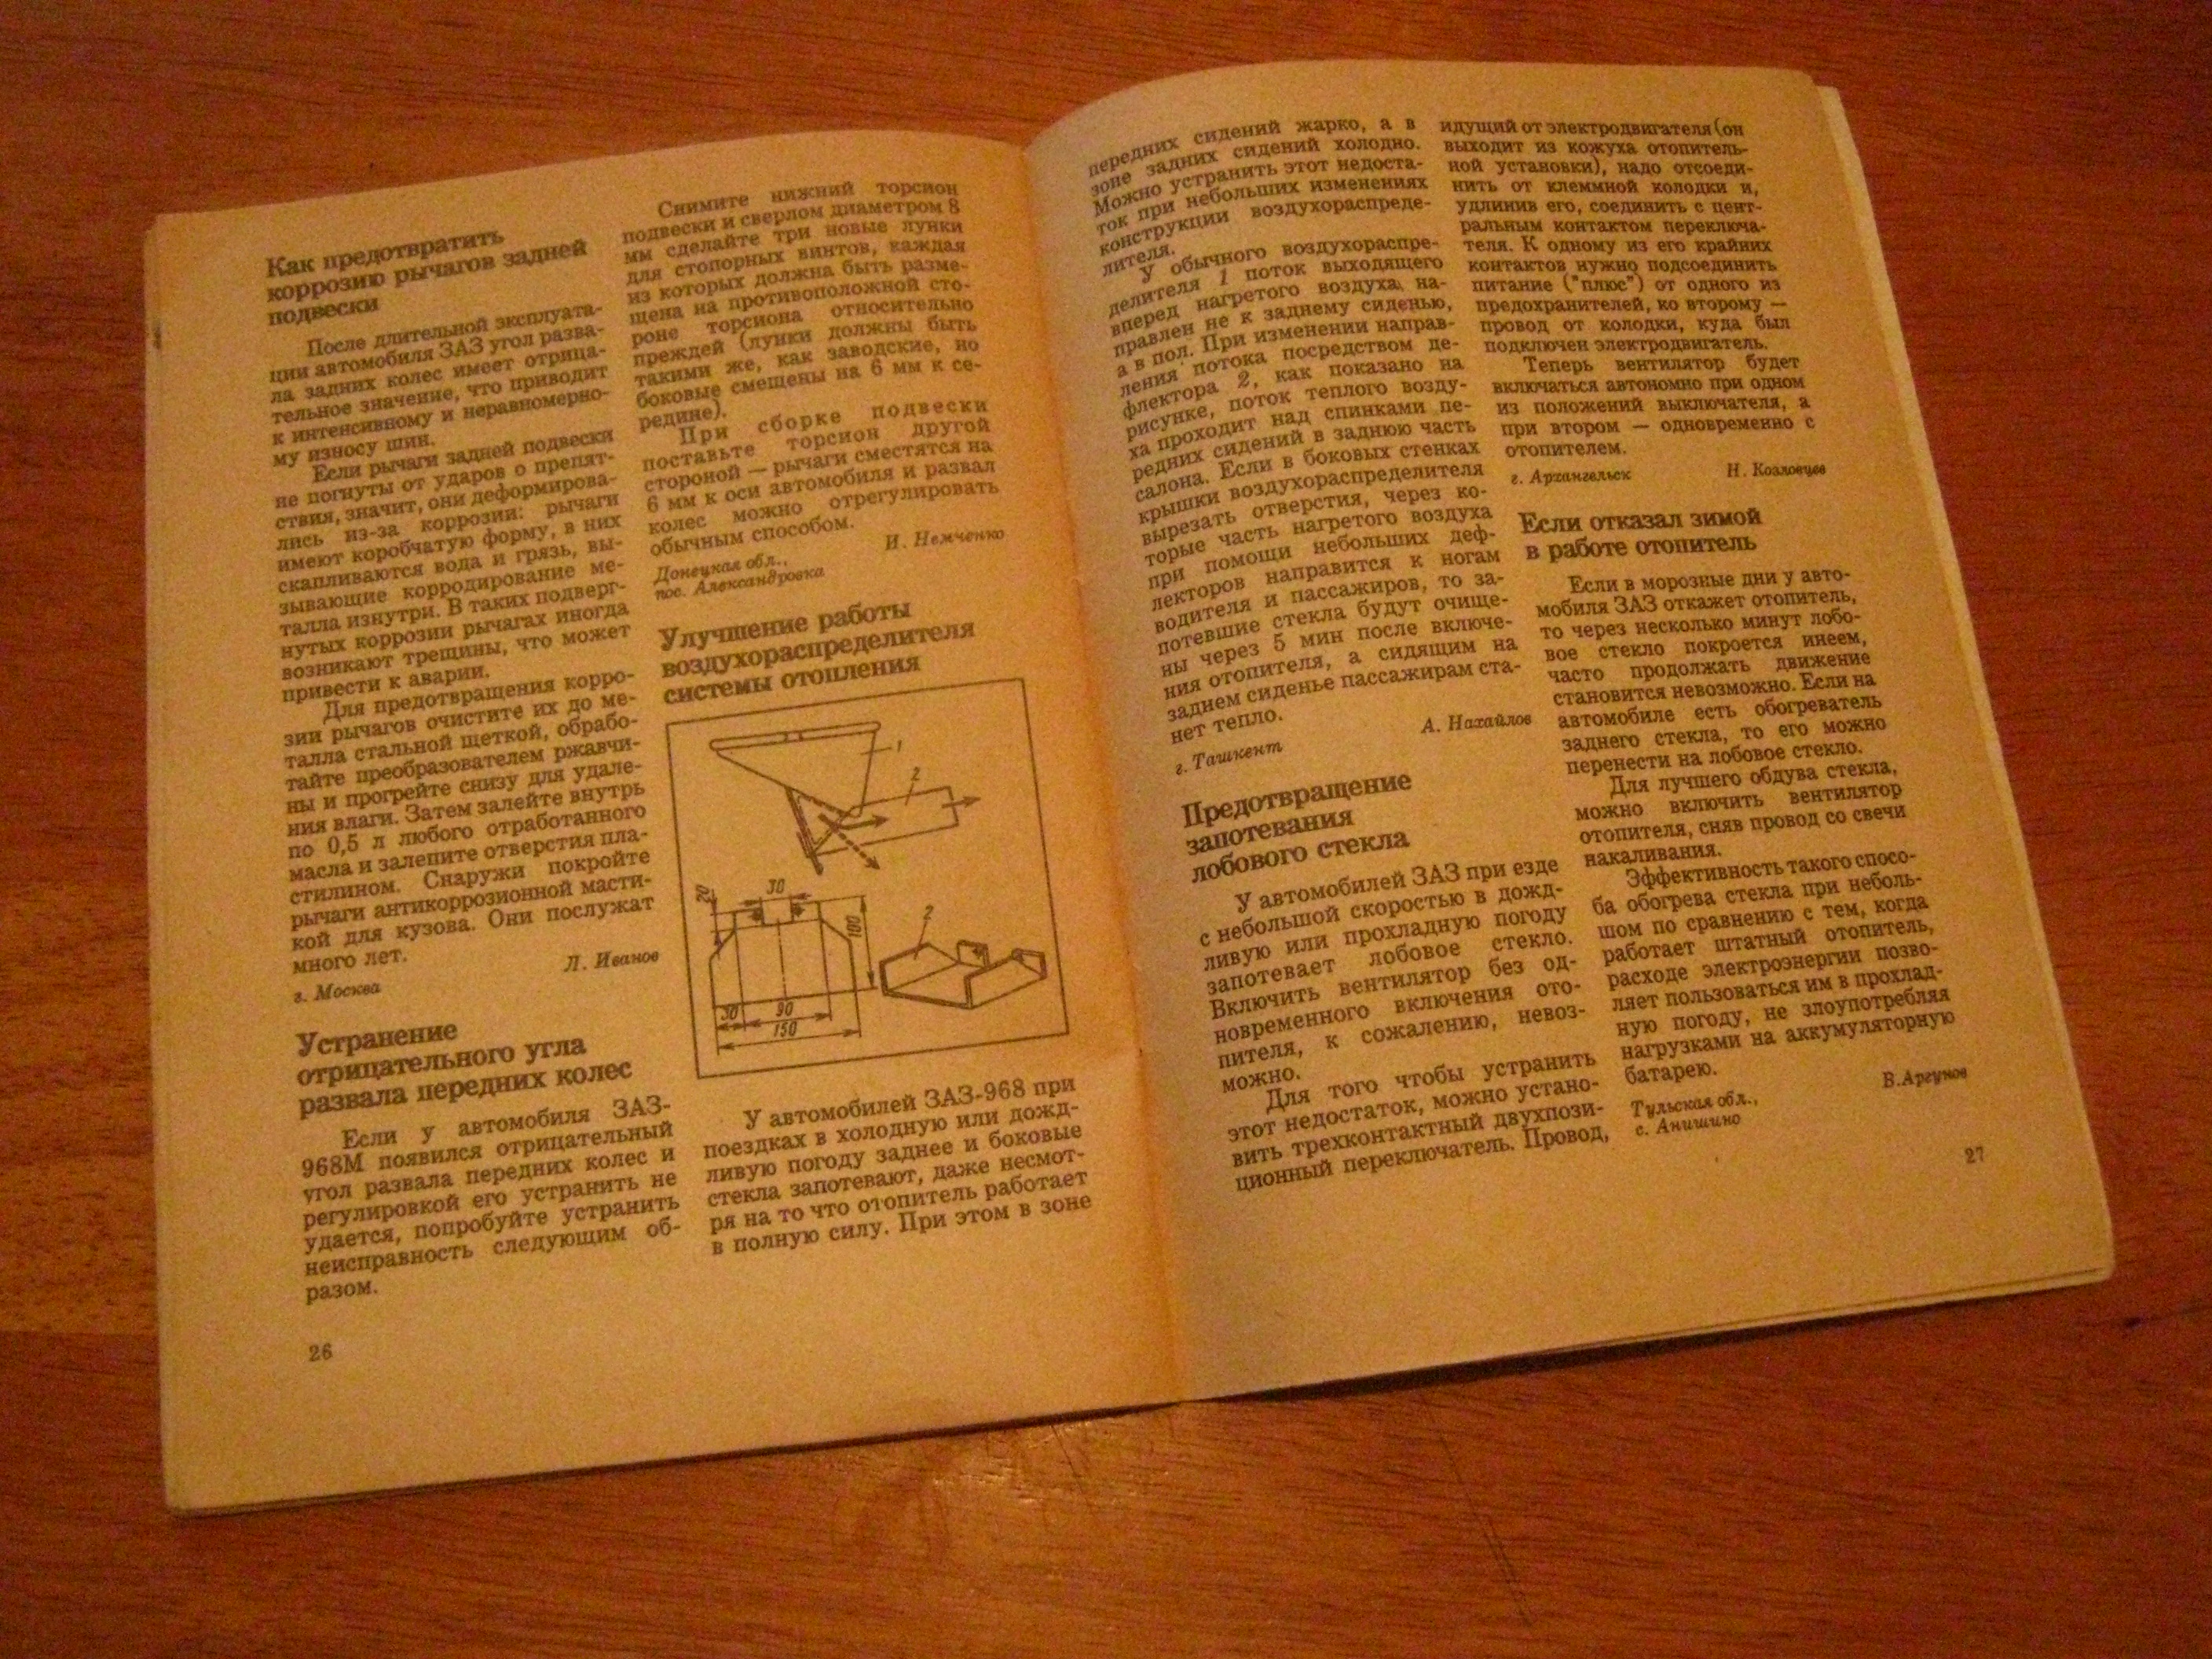 Как предотвратить
коррозию рычагов задней
подвески
После длительной эксплуата-
ции автомобиля ЗАЗ угол разва-
ла задних колес имеет отрица-
тельное значение, что приводит
к интенсивному и неравномерно-
му износу шин.
Если рычаги задней подвески
не погнуты от ударов о препят-
ствия, значит, они деформирова-
лись из-за коррозии: рычаги
имеют коробчатую форму, в них
скапливаются вода и грязь, вы-
зывающие корродирование ме-
талла изнутри. В таких подверг-
нутых коррозии рычагах иногда
возникают трещины, что может
привести к аварии.
Для предотвращения корро-
зии рычагов очистите их до ме-
талла стальной щеткой, обрабо-
тайте преобразователем ржавчи-
ны и прогрейте снизу для удале-
ния влаги. Затем залейте внутрь
по 0,5 л любого отработанного
масла и залепите отверстия пла-
стилином. Снаружи покройте
рычаги антикоррозионной масти-
кой для кузова. Они послужат
много лет.
Л. Иванов
г. Москва
Устранение
отрицательного угла
развала передних колес
Если у автомобиля ЗАЗ-
968М появился отрицательный
угол развала передних колес и
регулировкой его устранить не
удается, попробуйте устранить
неисправность следующим об-
разом.
26
Снимите нижний торсион
подвески и сверлом диаметром 8
мм сделайте три новые лунки
для стопорных винтов, каждая
из которых должна быть разме-
щена на противоположной сто-
роне торсиона относительно
преждей (лунки должны быть
такими же, как заводские, но
боковые смещены на 6 мм к се-
редине).
При сборке подвески
поставьте торсион другой
стороной — рычаги сместятся на
6 мм к оси автомобиля и развал
колес можно отрегулировать
обычным способом.
И. Немченко
Донецкая обл.,
пос. Александровка
Улучшение работы
воздухораспределителя
системы отопления
1
2
20
30
100
2
30
90
150
У автомобилей ЗАЗ-968 при
поездках в холодную или дожд-
ливую погоду заднее и боковые
стекла запотевают, даже несмот-
ря на то что отопитель работает
в полную силу. При этом в зоне
передних сидений жарко, а в
зоне задних сидений холодно.
Можно устранить этот недоста-
ток при небольших изменениях
конструкции воздухораспреде-
лителя.
У обычного воздухораспре-
делителя 1 поток выходящего
вперед нагретого воздуха на-
правлен не к заднему сиденью,
а в пол. При изменении направ-
ления потока посредством де-
флектора 2, как показано на
рисунке, поток теплого возду-
ха проходит над спинками пе-
редних сидений в заднюю часть
салона. Если в боковых стенках
крышки воздухораспределителя
вырезать отверстия, через ко-
торые часть нагретого воздуха
при помощи небольших деф-
лекторов направится к ногам
водителя и пассажиров, то за-
потевшие стекла будут очище-
ны через 5 мин после включе-
ния отопителя, а сидящим на
заднем сиденье пассажирам ста-
нет тепло.
А. Нахайлов
г. Ташкент
Предотвращение
запотевания
лобового стекла
У автомобилей ЗАЗ при езде
с небольшой скоростью в дожд-
ливую или прохладную погоду
запотевает лобовое стекло.
Включить вентилятор без од-
новременного включения ото-
пителя, к сожалению, невоз-
можно.
Для того чтобы устранить
этот недостаток, можно устано-
вить трехконтактный двухпози-
ционный переключатель. Провод,
идущий от электродвигателя (он
выходит из кожуха отопитель-
ной установки), надо отсоеди-
нить от клеммной колодки и,
удлинив его, соединить с цент-
ральным контактом переключа-
теля. К одному из его крайних
контактов нужно подсоединить
питание ("плюс") от одного из
предохранителей, ко второму —
провод от колодки, куда был
подключен электродвигатель.
Теперь вентилятор будет
включаться автономно при одном
из положений выключателя, а
при втором — одновременно с
отопителем.
г. Архангельск Н. Козловцев
Если отказал зимой
в работе отопитель
Если в морозные дни у авто-
мобиля ЗАЗ откажет отопитель,
то через несколько минут лобо-
вое стекло покроется инеем,
часто продолжать движение
становится невозможно. Если на
автомобиле есть обогреватель
заднего стекла, то его можно
перенести на лобовое стекло.
Для лучшего обдува стекла,
можно включить вентилятор
отопителя, сняв провод со свечи
накаливания.
Эффективность такого спосо-
ба обогрева стекла при неболь-
шом по сравнению с тем, когда
работает штатный отопитель,
расходе электроэнергии позво-
ляет пользоваться им в прохлад-
ную погоду, не злоупотребляя
нагрузками на аккумуляторную
батарею.
В.Аргунов
Тульская обл.,
с. Анишино
27